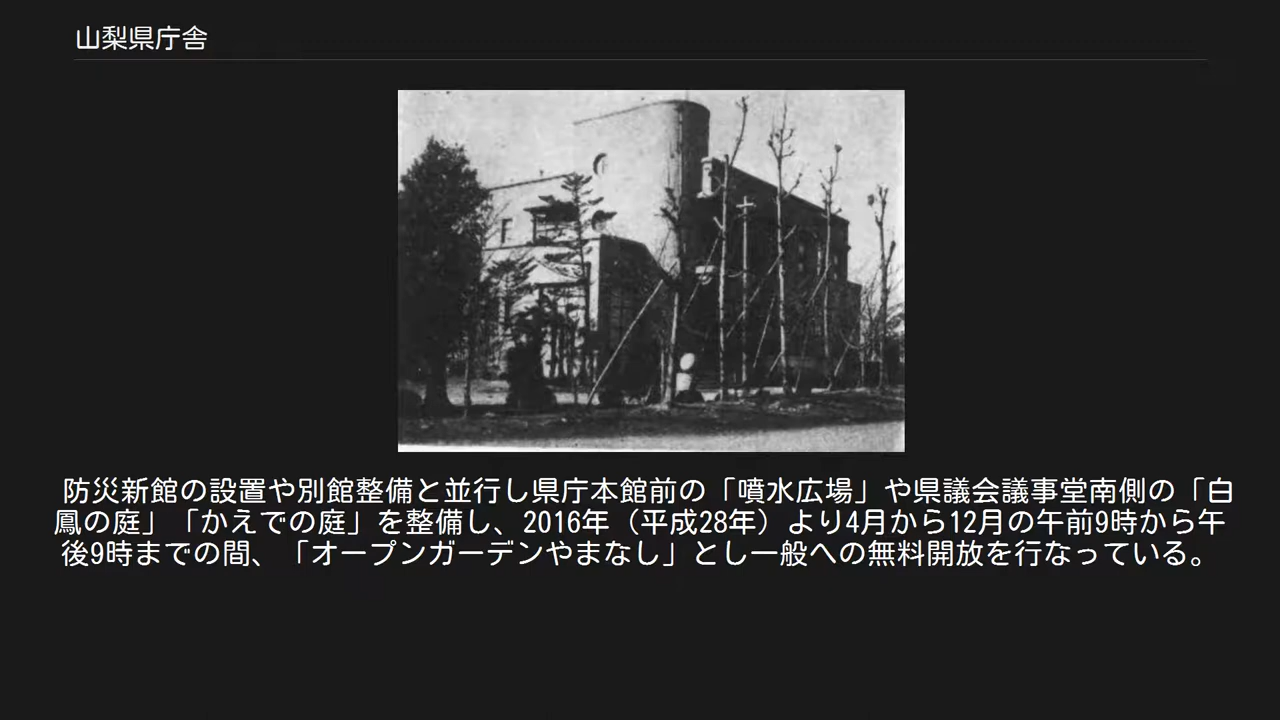 山梨県庁舎
防災新館の設置や別館整備と並行し県庁本館前の「噴水広場」や県議会議事堂南側の「白
鳳の庭」「かえでの庭」を整備し、2016年（平成28年）より4月から12月の午前9時から午
後9時までの間、「オープンガーデンやまなし」とし一般への無料開放を行なっている。